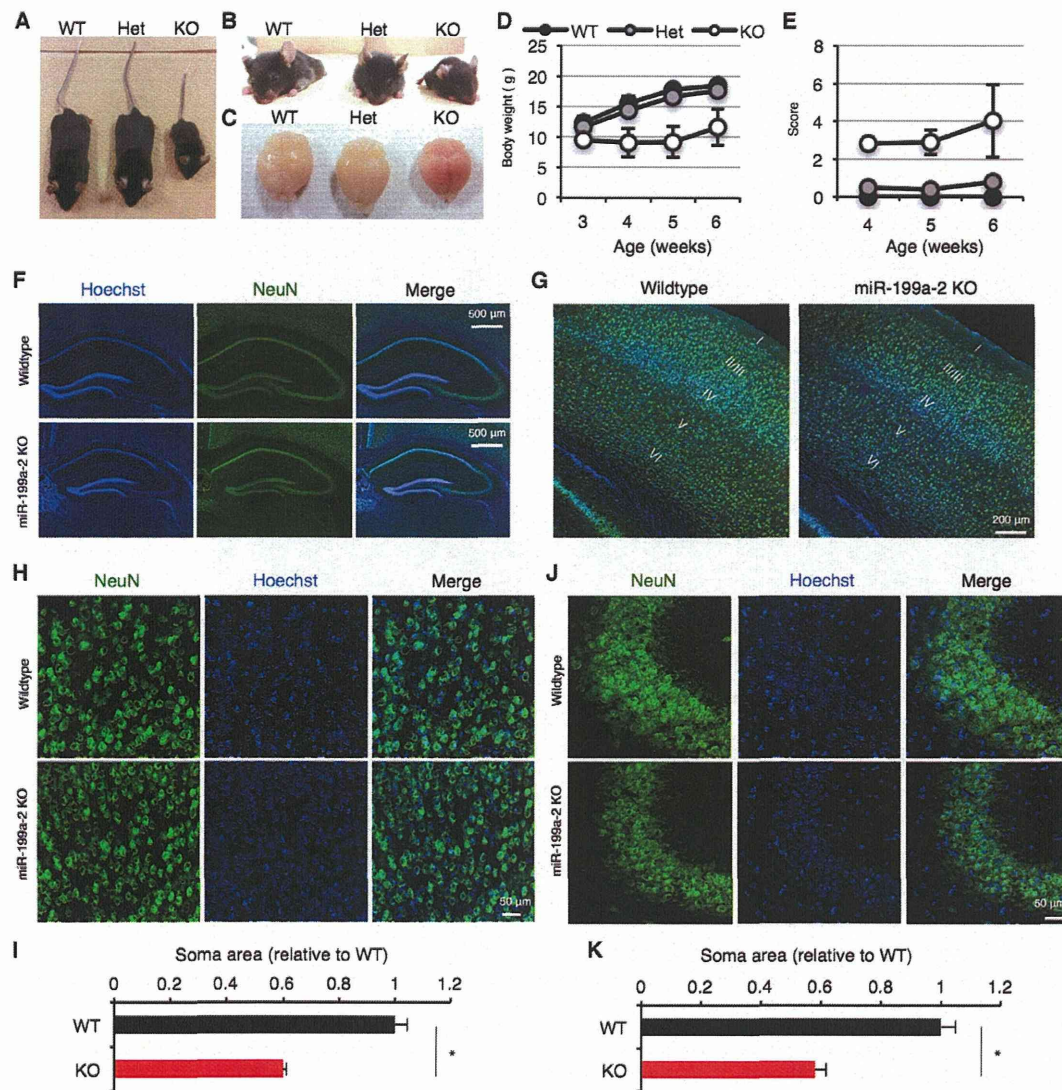 A
WT Het KO
B
WT Het KO
C
WT Het KO
D
WT Het KO
Body weight ( g )
25
20
15
10
5
0
3 4 5 6
Age (weeks)
E
Score
8
6
4
2
0
4 5 6
Age (weeks)
F
Hoechst NeuN Merge
Wildtype
500 µm
miR-199a-2 KO
500 µm
G
Wildtype miR-199a-2 KO
I
II/III
IV
V
VI
I
II/III
IV
V
VI
200 µm
H
NeuN Hoechst Merge
Wildtype
miR-199a-2 KO
50 µm
J
NeuN Hoechst Merge
Wildtype
miR-199a-2 KO
50 µm
I
Soma area (relative to WT)
0 0.2 0.4 0.6 0.8 1 1.2
WT
KO
*
K
Soma area (relative to WT)
0 0.2 0.4 0.6 0.8 1 1.2
WT
KO
*